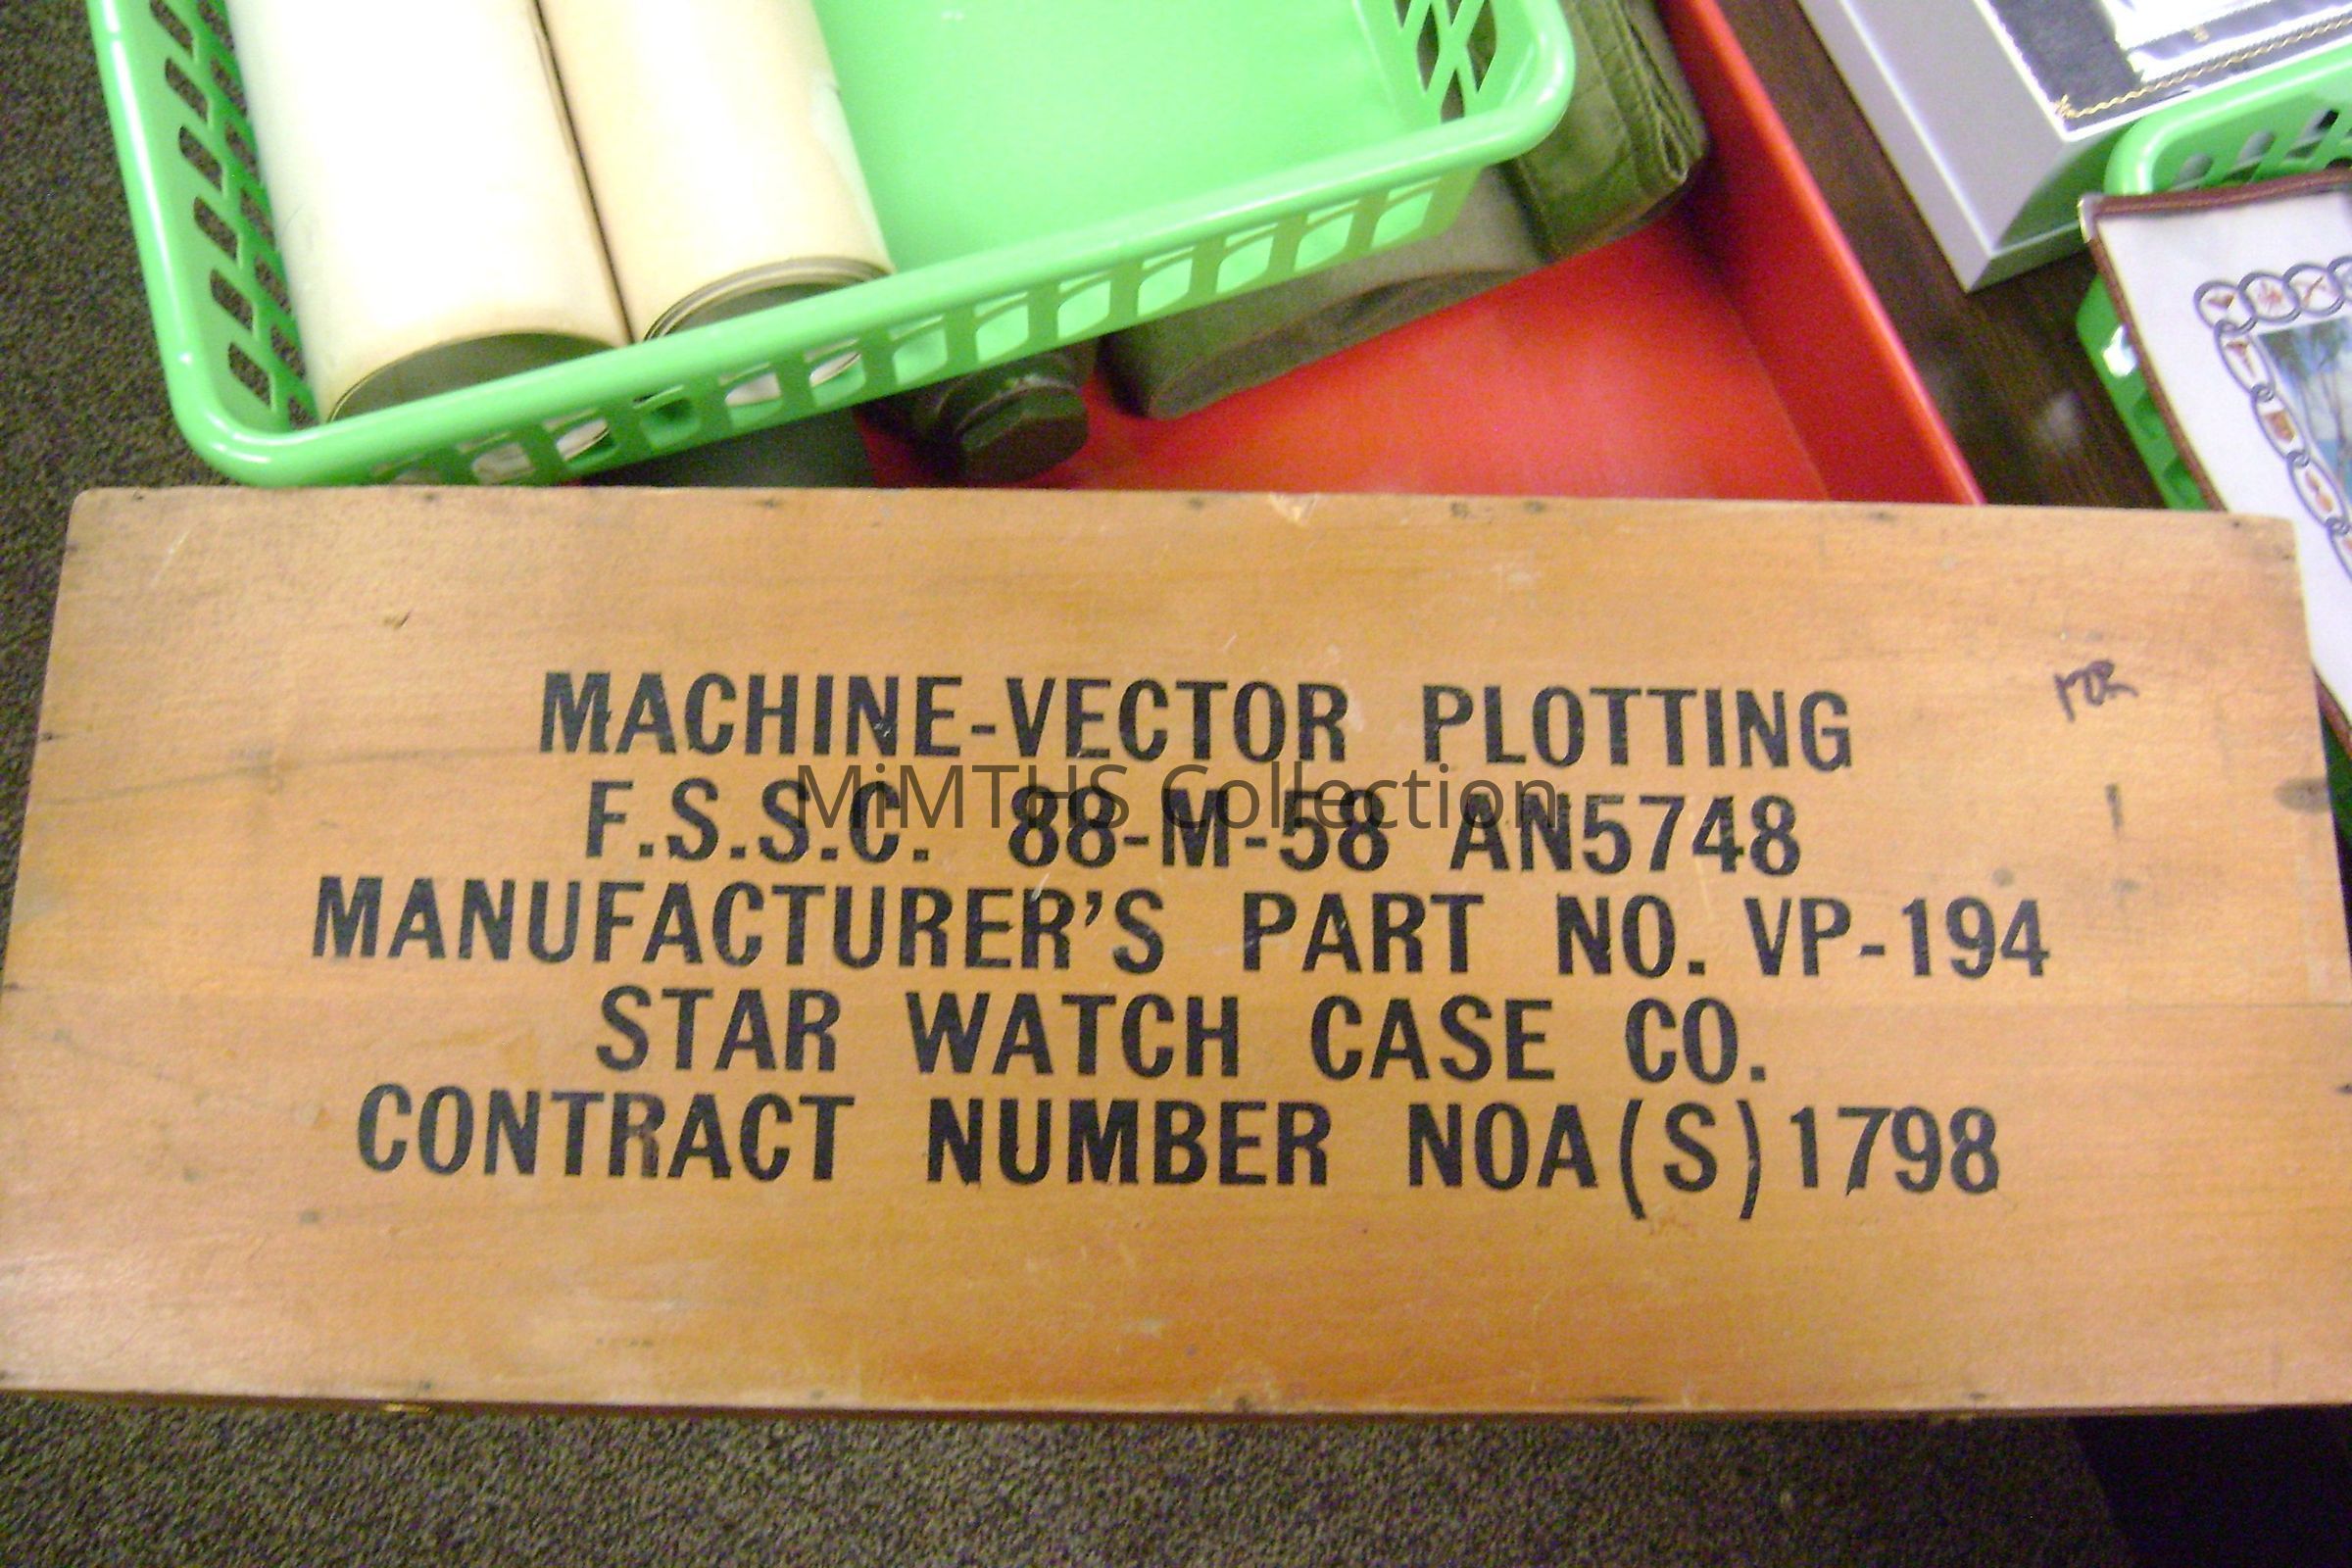 MACHINE-VECTOR PLOTTING
MiMTHS Collection
F.S.S.C. 88-M-58 AN5748
MANUFACTURER'S PART NO. VP-194
STAR WATCH CASE CO.
CONTRACT NUMBER NOA(S)1798